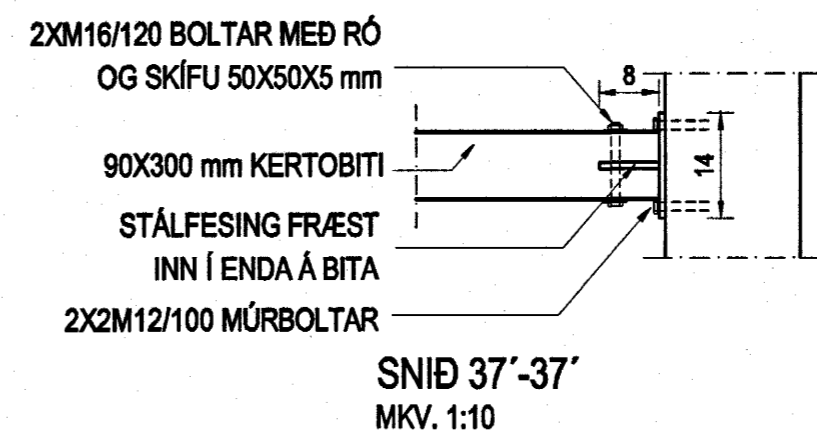 2XM16/120 BOLTAR MEÐ RÓ
OG SKÍFU 50X50X5 mm
8
90X300 mm KERTOBITI
14
STÁLFESING FRÆST
INN Í ENDA Á BITA
2X2M12/100 MÚRBOLTAR
SNIÐ 37´-37´
MKV. 1:10